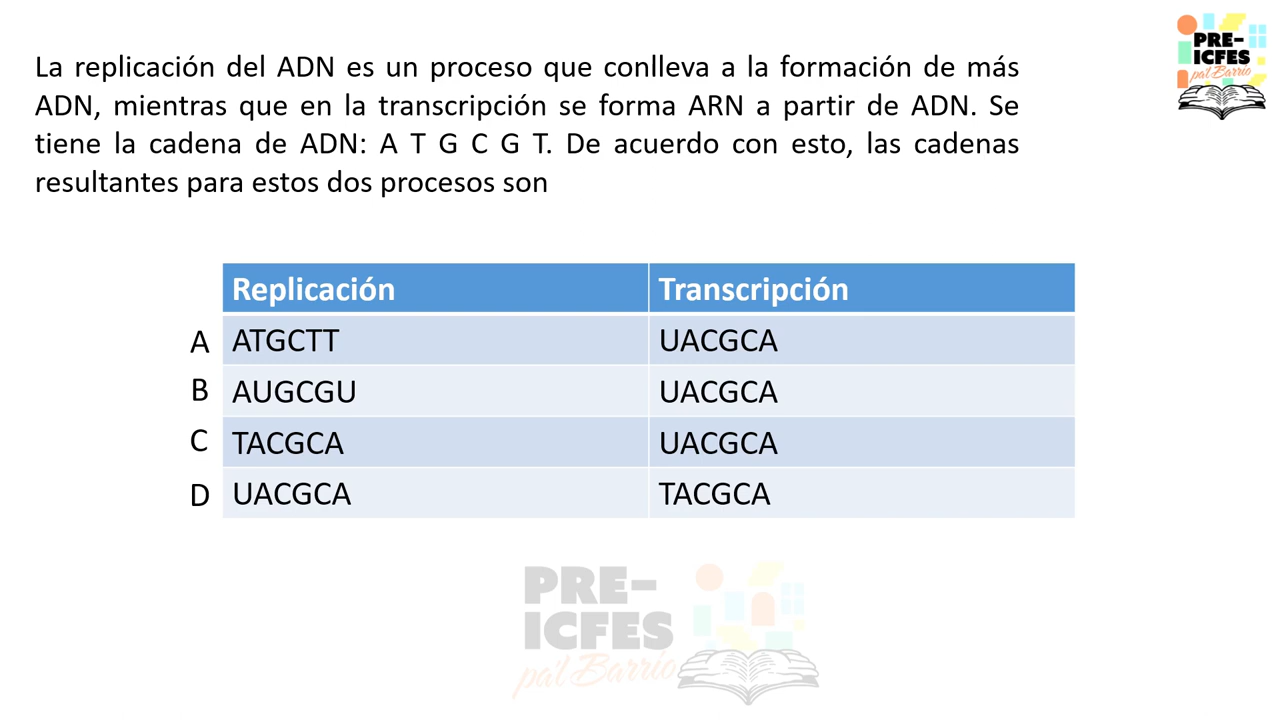 PRE-
ICFES
pa'l Barrio
La replicación del ADN es un proceso que conlleva a la formación de más
ADN, mientras que en la transcripción se forma ARN a partir de ADN. Se
tiene la cadena de ADN: A T G C G T. De acuerdo con esto, las cadenas
resultantes para estos dos procesos son
Replicación Transcripción
A ATGCTT UACGCA
B AUGCGU UACGCA
C TACGCA UACGCA
D UACGCA TACGCA
PRE-
ICFES
pa'l Barrio